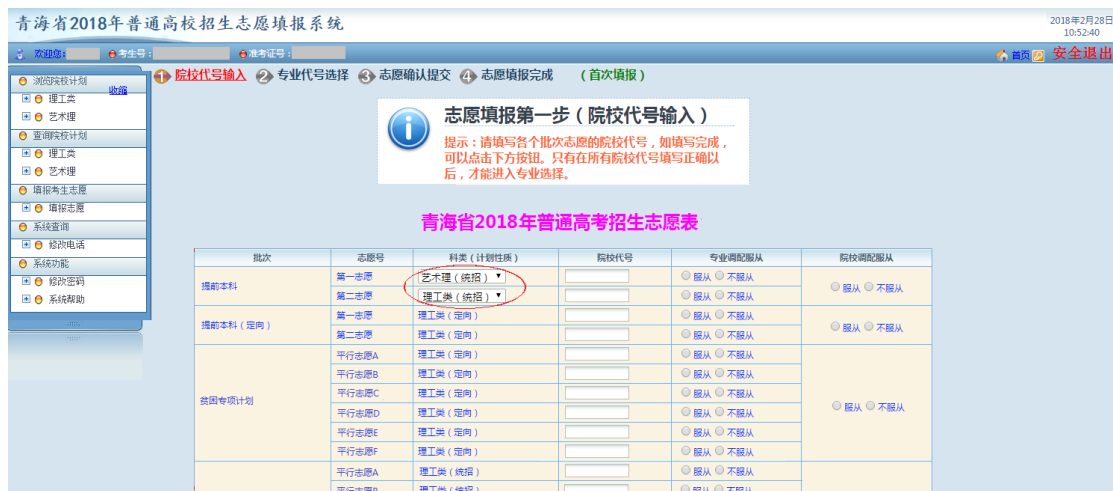 青海省2018年普通高校招生志愿填报系统
2018年2月28日
10:52:40
欢迎您: 考生号: 准考证号: 首页 安全退出
浏览院校计划
收缩
理工类
艺术理
查询院校计划
理工类
艺术理
填报考生志愿
填报志愿
系统查询
修改电话
系统功能
修改密码
系统帮助
1 院校代号输入 2 专业代号选择 3 志愿确认提交 4 志愿填报完成 (首次填报)
志愿填报第一步(院校代号输入)
提示:请填写各个批次志愿的院校代号,如填写完成,
可以点击下方按钮。只有在所有院校代号填写正确以
后,才能进入专业选择。
青海省2018年普通高考招生志愿表
批次 志愿号 科类(计划性质) 院校代号 专业调配服从 院校调配服从
提前本科
第一志愿 艺术理(统招) 服从 不服从
第二志愿 理工类(统招) 服从 不服从
服从 不服从
提前本科(定向)
第一志愿 理工类(定向) 服从 不服从
第二志愿 理工类(定向) 服从 不服从
服从 不服从
贫困专项计划
平行志愿A 理工类(定向) 服从 不服从
平行志愿B 理工类(定向) 服从 不服从
平行志愿C 理工类(定向) 服从 不服从
平行志愿D 理工类(定向) 服从 不服从
平行志愿E 理工类(定向) 服从 不服从
平行志愿F 理工类(定向) 服从 不服从
服从 不服从
平行志愿A 理工类(统招) 服从 不服从
平行志愿B 理工类(统招) 服从 不服从